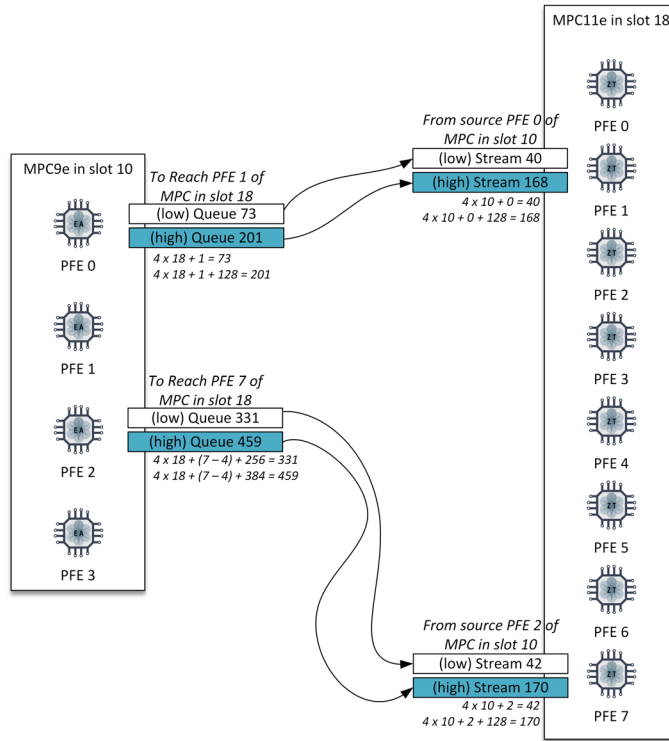 MPC11e in slot 18
ZT
PFE 0
From source PFE 0 of
MPC in slot 10
(low) Stream 40
(high) Stream 168
4 x 10 + 0 = 40
4 x 10 + 0 + 128 = 168
ZT
PFE 1
MPC9e in slot 10
To Reach PFE 1 of
MPC in slot 18
(low) Queue 73
(high) Queue 201
4 x 18 + 1 = 73
4 x 18 + 1 + 128 = 201
EA
PFE 0
ZT
PFE 2
EA
PFE 1
ZT
PFE 3
To Reach PFE 7 of
MPC in slot 18
(low) Queue 331
(high) Queue 459
4 x 18 + (7 – 4) + 256 = 331
4 x 18 + (7 – 4) + 384 = 459
EA
PFE 2
ZT
PFE 4
EA
PFE 3
ZT
PFE 5
ZT
PFE 6
From source PFE 2 of
MPC in slot 10
(low) Stream 42
(high) Stream 170
4 x 10 + 2 = 42
4 x 10 + 2 + 128 = 170
ZT
PFE 7